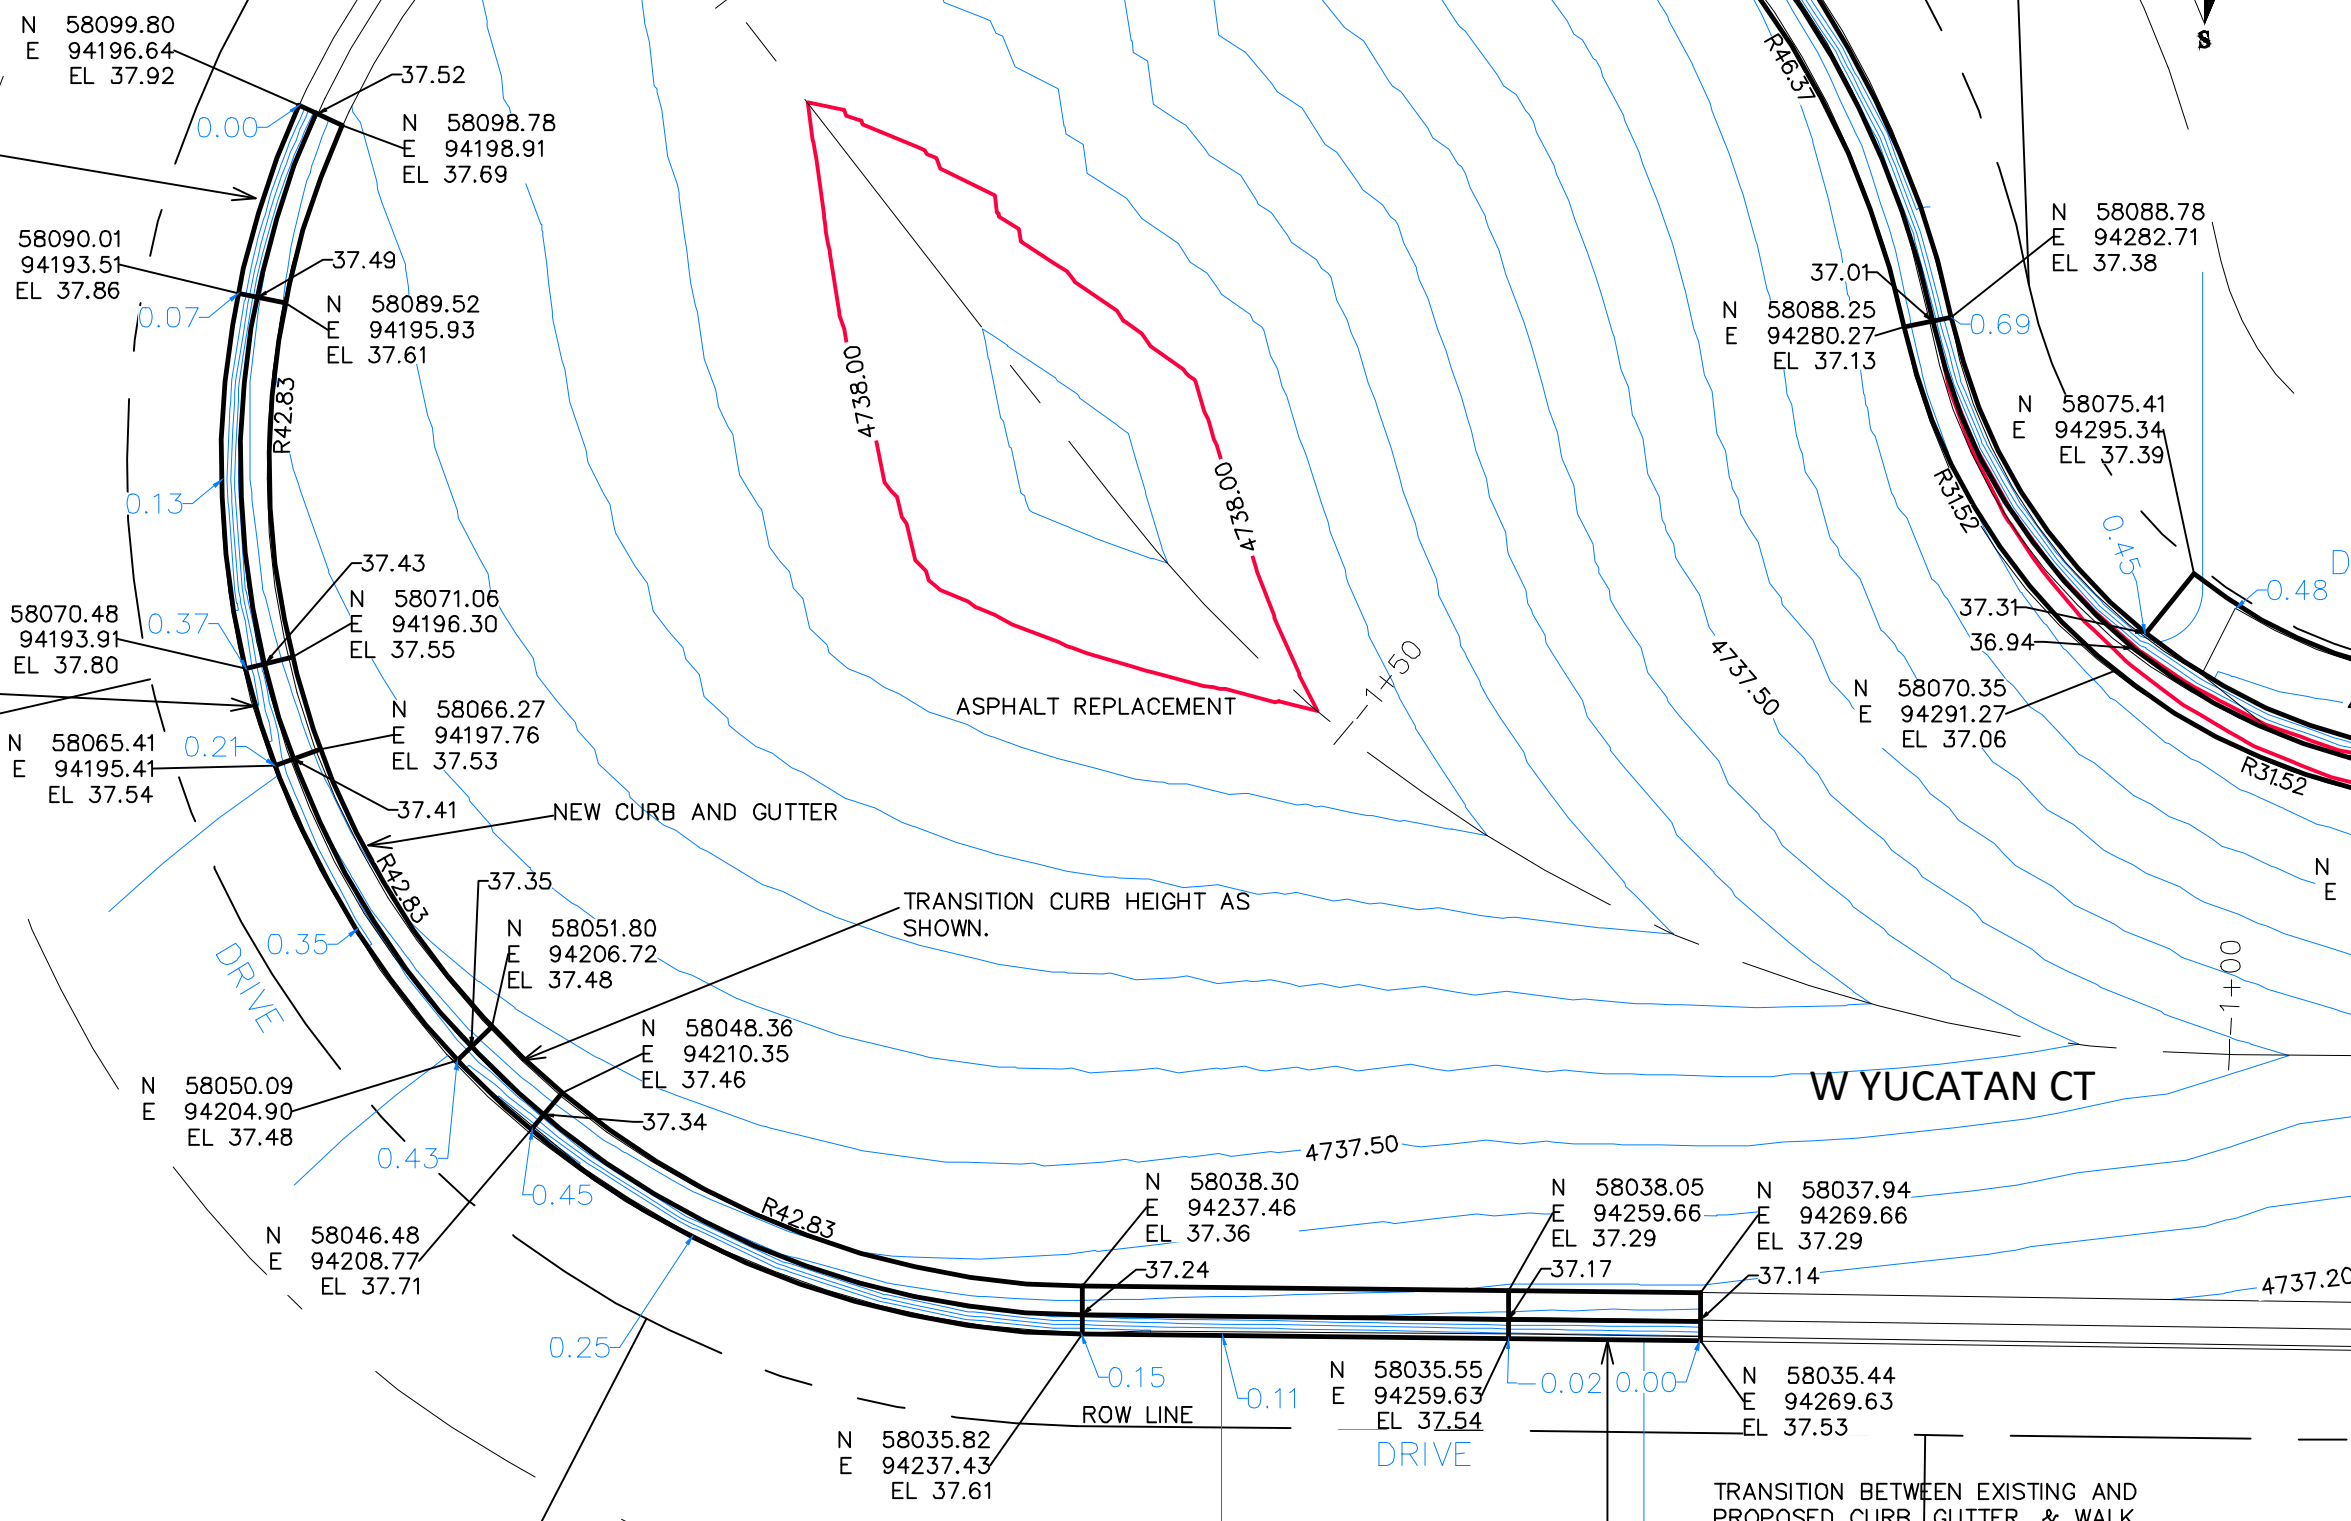 N 58099.80
E 94196.64
EL 37.92
37.52
0.00
N 58098.78
E 94198.91
EL 37.69
S
R46.37
58090.01
94193.51
EL 37.86
37.49
0.07
N 58089.52
E 94195.93
EL 37.61
N 58088.78
E 94282.71
EL 37.38
37.01
N 58088.25
E 94280.27
EL 37.13
0.69
R42.83
4738.00
4738.00
0.13
N 58075.41
E 94295.34
EL 37.39
R31.52
0.45
0.48
D
37.31
36.94
37.43
58070.48
94193.91
EL 37.80
0.37
N 58071.06
E 94196.30
EL 37.55
N 58070.35
E 94291.27
EL 37.06
R31.52
4737.50
1+50
ASPHALT REPLACEMENT
N 58066.27
E 94197.76
EL 37.53
N 58065.41
E 94195.41
EL 37.54
0.21
37.41
NEW CURB AND GUTTER
R42.83
37.35
TRANSITION CURB HEIGHT AS
SHOWN.
N
E
0.35
DRIVE
N 58051.80
E 94206.72
EL 37.48
1+00
N 58048.36
E 94210.35
EL 37.46
N 58050.09
E 94204.90
EL 37.48
W YUCATAN CT
37.34
0.43
0.45
4737.50
R42.83
N 58046.48
E 94208.77
EL 37.71
N 58038.30
E 94237.46
EL 37.36
37.24
N 58038.05
E 94259.66
EL 37.29
37.17
N 58037.94
E 94269.66
EL 37.29
37.14
4737.20
0.25
0.15
0.11
0.02
0.00
ROW LINE
N 58035.55
E 94259.63
EL 37.54
DRIVE
N 58035.44
E 94269.63
EL 37.53
N 58035.82
E 94237.43
EL 37.61
TRANSITION BETWEEN EXISTING AND
PROPOSED CURB, GUTTER, & WALK